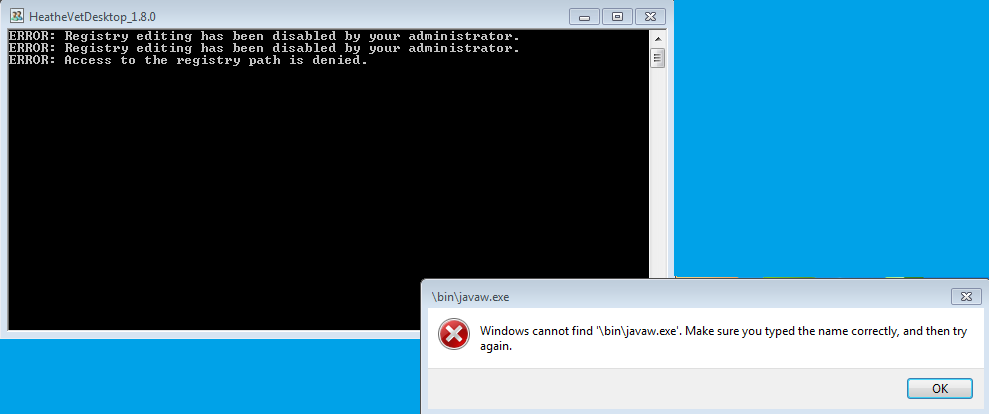 HeatheVetDesktop_1.8.0
ERROR: Registry editing has been disabled by your administrator.
ERROR: Registry editing has been disabled by your administrator.
ERROR: Access to the registry path is denied.
\bin\javaw.exe
Windows cannot find '\bin\javaw.exe'. Make sure you typed the name correctly, and then try
again.
OK